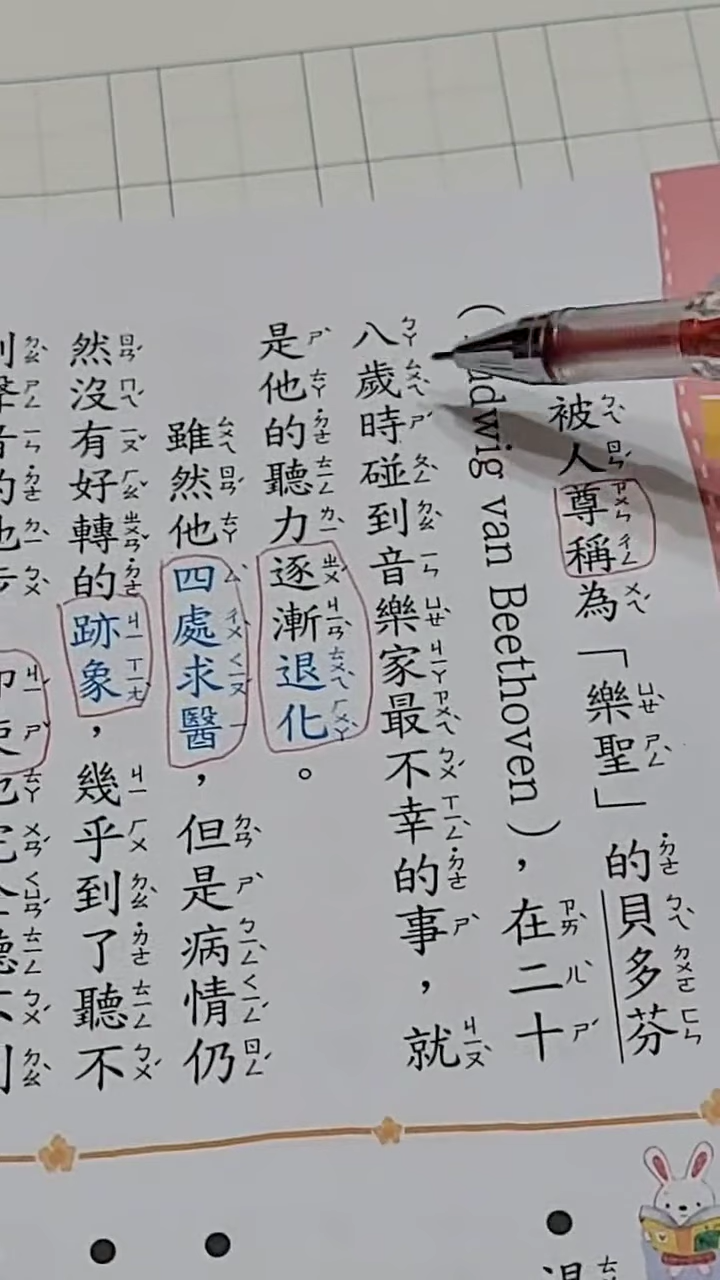 被人尊稱為「樂聖」的貝多芬
（Ludwig van Beethoven），在二十
八歲時碰到音樂家最不幸的事，就
是他的聽力逐漸退化。
雖然他四處求醫，但是病情仍
然沒有好轉的跡象，幾乎到了聽不